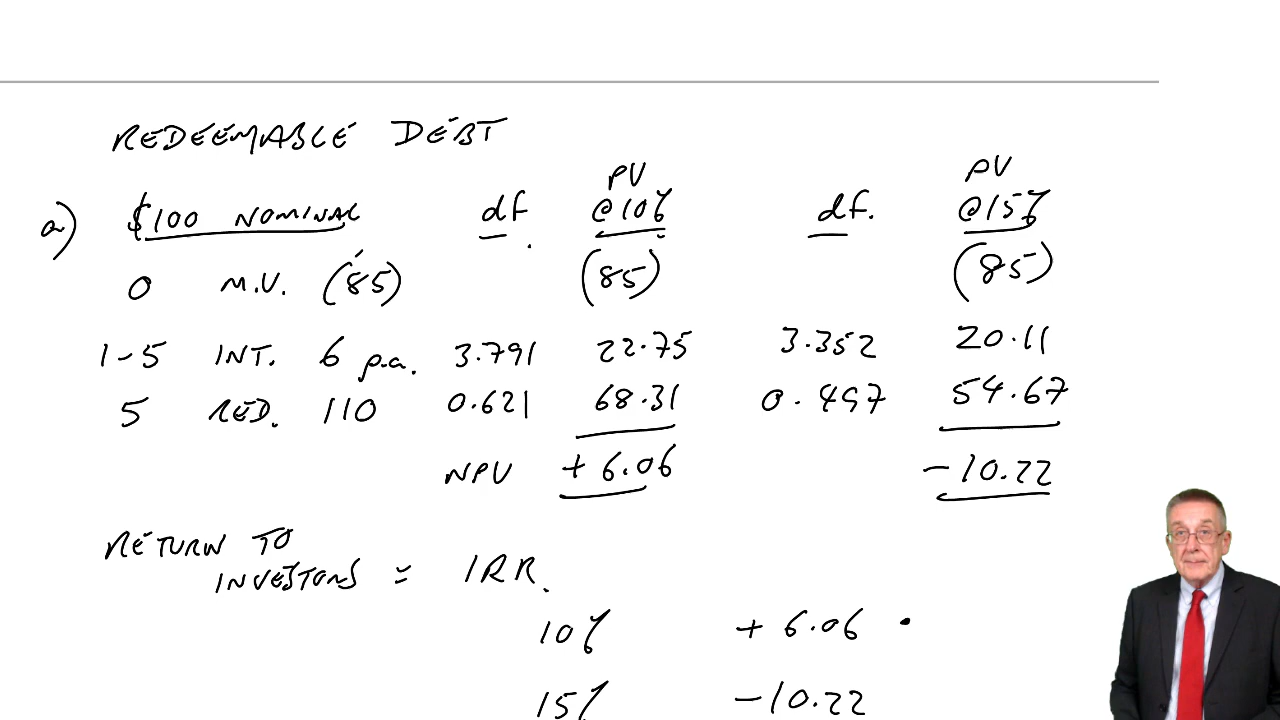 REDEEMABLE DEBT
PV PV
a) $100 NOMINAL df @10% df. @15%
0 M.V. (85) (85) (85)
1-5 INT. 6 p.a. 3.791 22.75 3.352 20.11
5 RED. 110 0.621 68.31 0.497 54.67
NPV + 6.06 - 10.22
RETURN TO
INVESTORS = IRR.
10% + 6.06
15% - 10.22